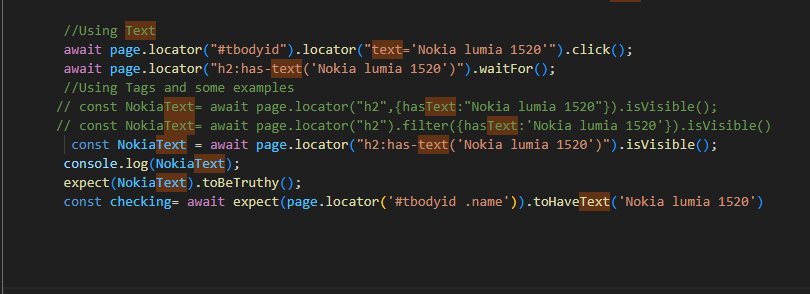 //Using Text
await page.locator("#tbodyid").locator("text='Nokia lumia 1520'").click();
await page.locator("h2:has-text('Nokia lumia 1520')").waitFor();
//Using Tags and some examples
// const NokiaText= await page.locator("h2",{hasText:"Nokia lumia 1520"}).isVisible();
// const NokiaText= await page.locator("h2").filter({hasText:'Nokia lumia 1520'}).isVisible()
const NokiaText = await page.locator("h2:has-text('Nokia lumia 1520')").isVisible();
console.log(NokiaText);
expect(NokiaText).toBeTruthy();
const checking= await expect(page.locator('#tbodyid .name')).toHaveText('Nokia lumia 1520')